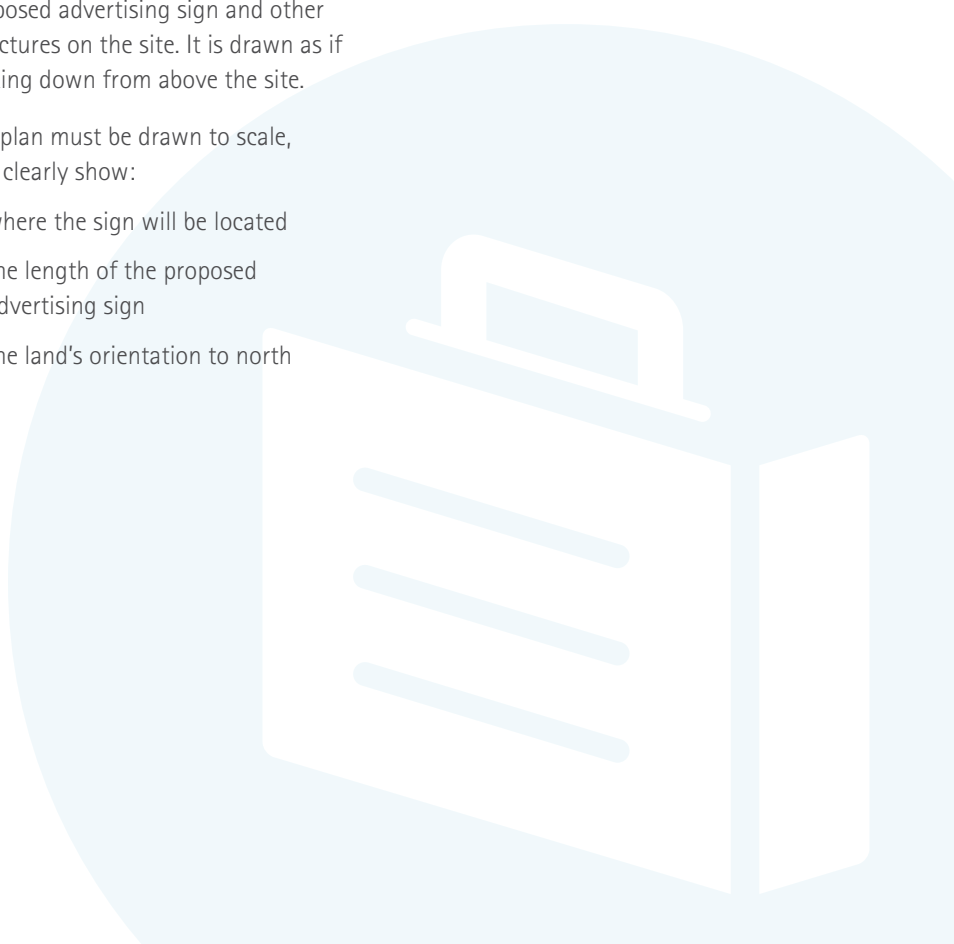 posed advertising sign and other
ctures on the site. It is drawn as if
ing down from above the site.
plan must be drawn to scale,
clearly show:
where the sign will be located
he length of the proposed
dvertising sign
he land's orientation to north